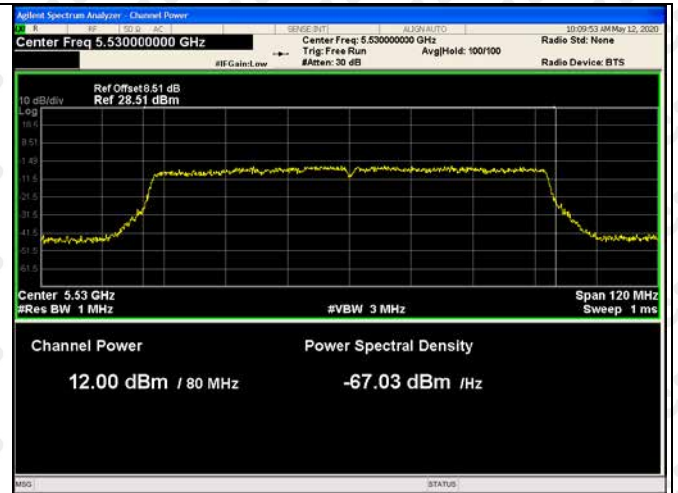 Agilent Spectrum Analyzer - Channel Power
R RF 50 Ω AC SENSE:INT ALIGN AUTO 10:09:53 AM May 12, 2020
Center Freq 5.530000000 GHz Center Freq: 5.530000000 GHz Radio Std: None
Trig: Free Run Avg|Hold: 100/100
#IFGain:Low #Atten: 30 dB Radio Device: BTS
Ref Offset 8.51 dB
10 dB/div Ref 28.51 dBm
Log
18.5
8.51
-1.49
-11.5
-21.5
-31.5
-41.5
-51.5
-61.5
Center 5.53 GHz Span 120 MHz
#Res BW 1 MHz #VBW 3 MHz Sweep 1 ms
Channel Power Power Spectral Density
12.00 dBm / 80 MHz -67.03 dBm /Hz
MSG STATUS